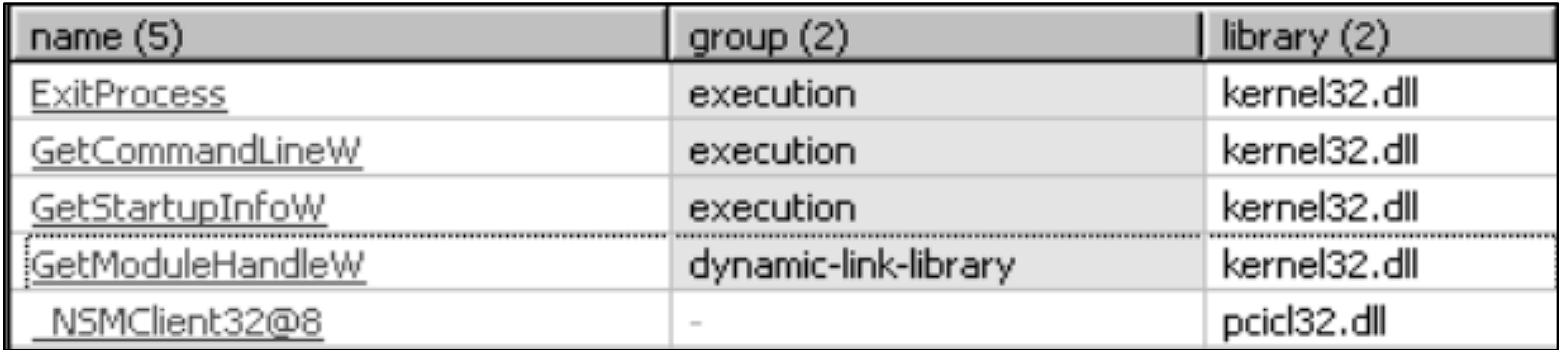 name (5) group (2) library (2)
ExitProcess execution kernel32.dll
GetCommandLineW execution kernel32.dll
GetStartupInfoW execution kernel32.dll
GetModuleHandleW dynamic-link-library kernel32.dll
_NSMClient32@8 - pcicl32.dll